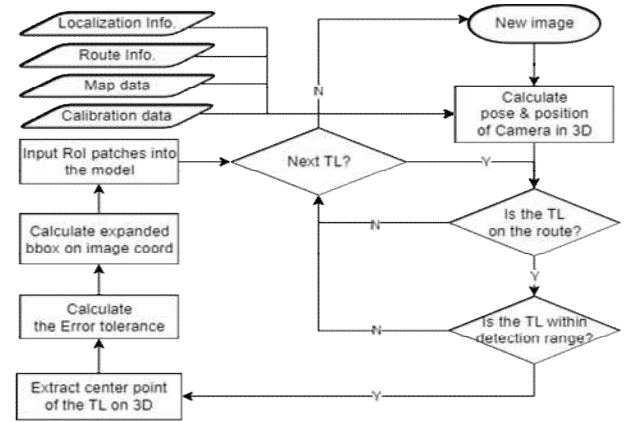 Localization Info.
New image
Route Info.
Map data
N
Calibration data
Calculate
pose & position
of Camera in 3D
Input RoI patches into
the model
Next TL?
Y
Is the TL
on the route?
N
Calculate expanded
bbox on image coord
Y
Calculate
the Error tolerance
N
Is the TL within
detection range?
Extract center point
of the TL on 3D
Y